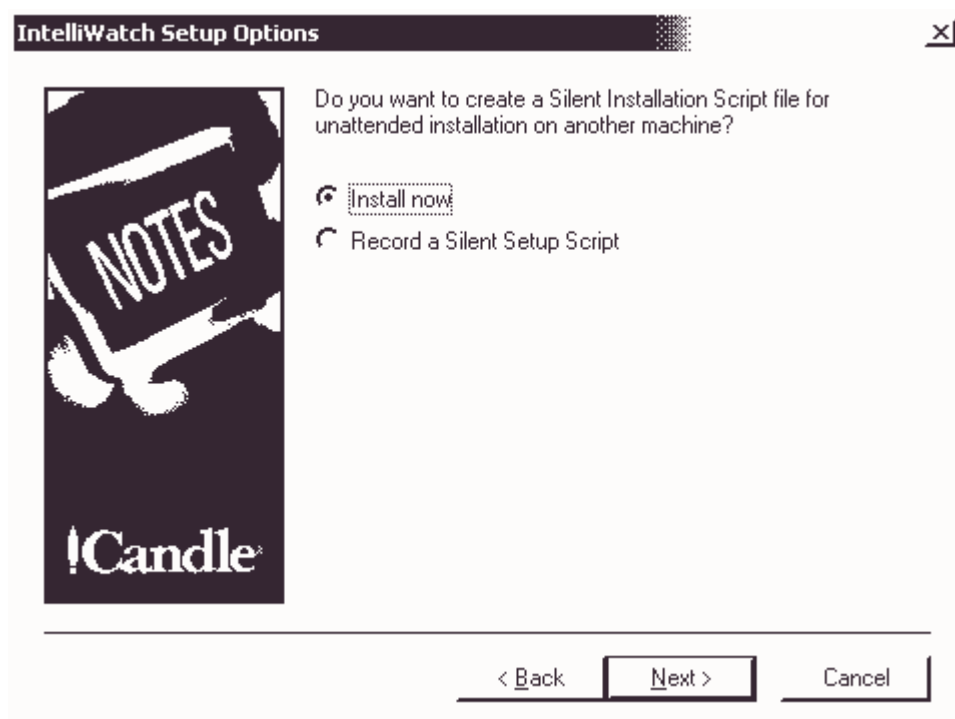 IntelliWatch Setup Options
Do you want to create a Silent Installation Script file for
unattended installation on another machine?
Install now
Record a Silent Setup Script
NOTES
Candle
< Back
Next >
Cancel